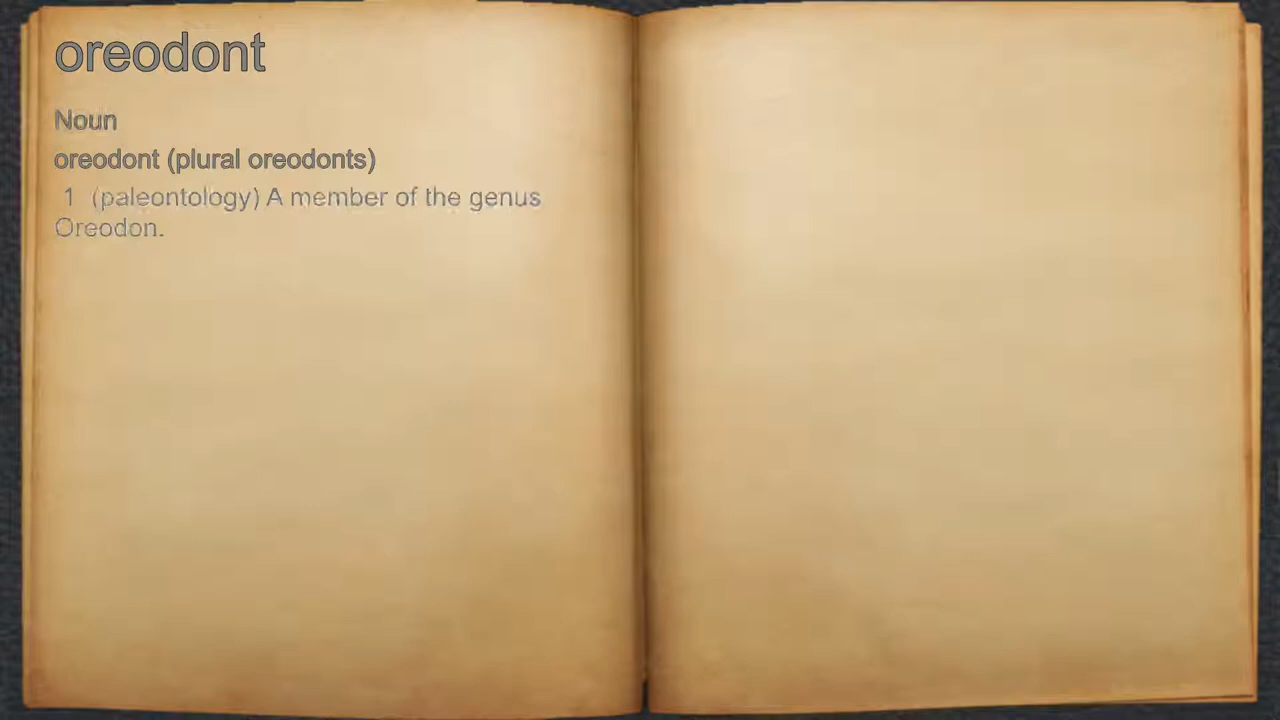 oreodont
Noun
oreodont (plural oreodonts)
1 (paleontology) A member of the genus
Oreodon.